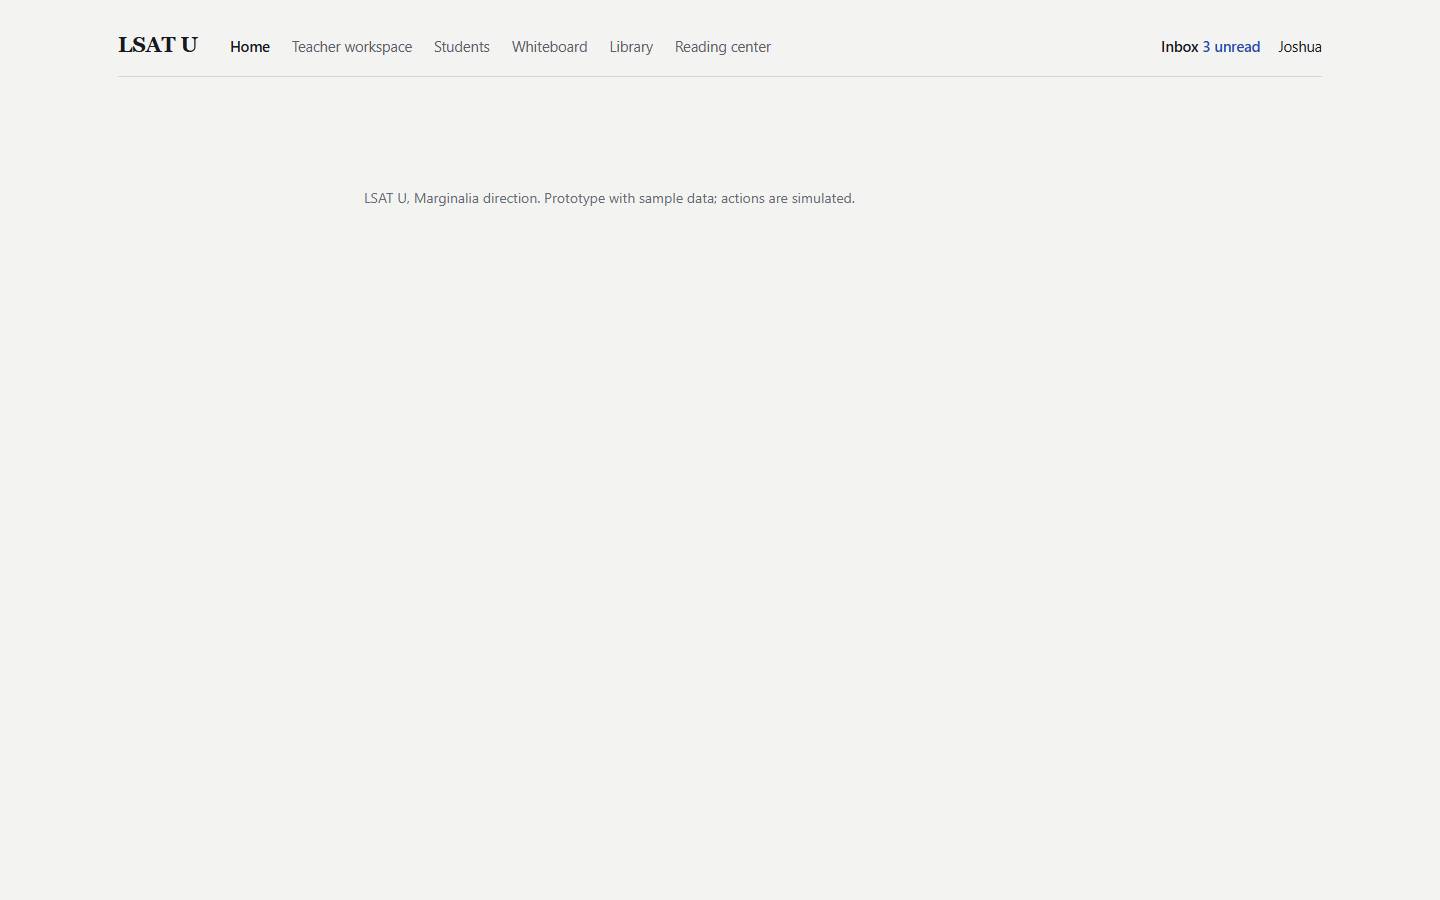 LSAT U Home Teacher workspace Students Whiteboard Library Reading center Inbox 3 unread Joshua
LSAT U, Marginalia direction. Prototype with sample data; actions are simulated.